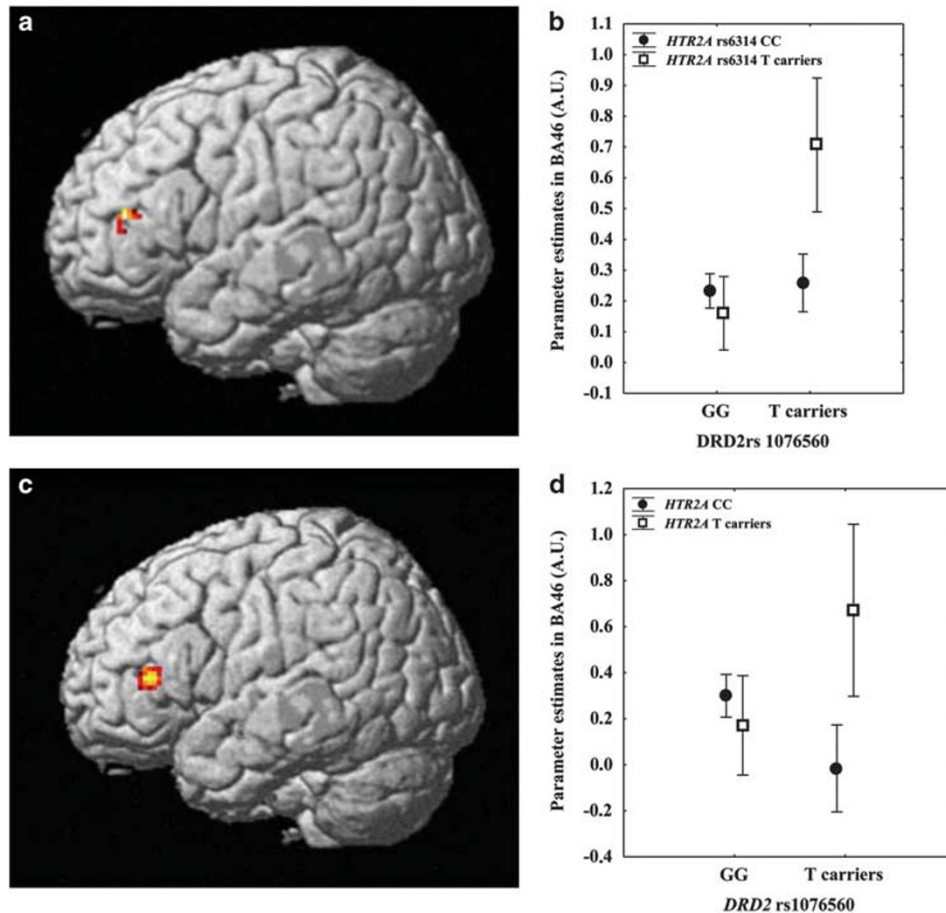 a
b
Parameter estimates in BA46 (A.U.)
1.1
1.0
0.9
0.8
0.7
0.6
0.5
0.4
0.3
0.2
0.1
0.0
-0.1
HTR2A rs6314 CC
HTR2A rs6314 T carriers
GG
T carriers
DRD2rs 1076560
c
d
Parameter estimates in BA46 (A.U.)
1.2
1.0
0.8
0.6
0.4
0.2
0.0
-0.2
-0.4
HTR2A CC
HTR2A T carriers
GG
T carriers
DRD2 rs1076560